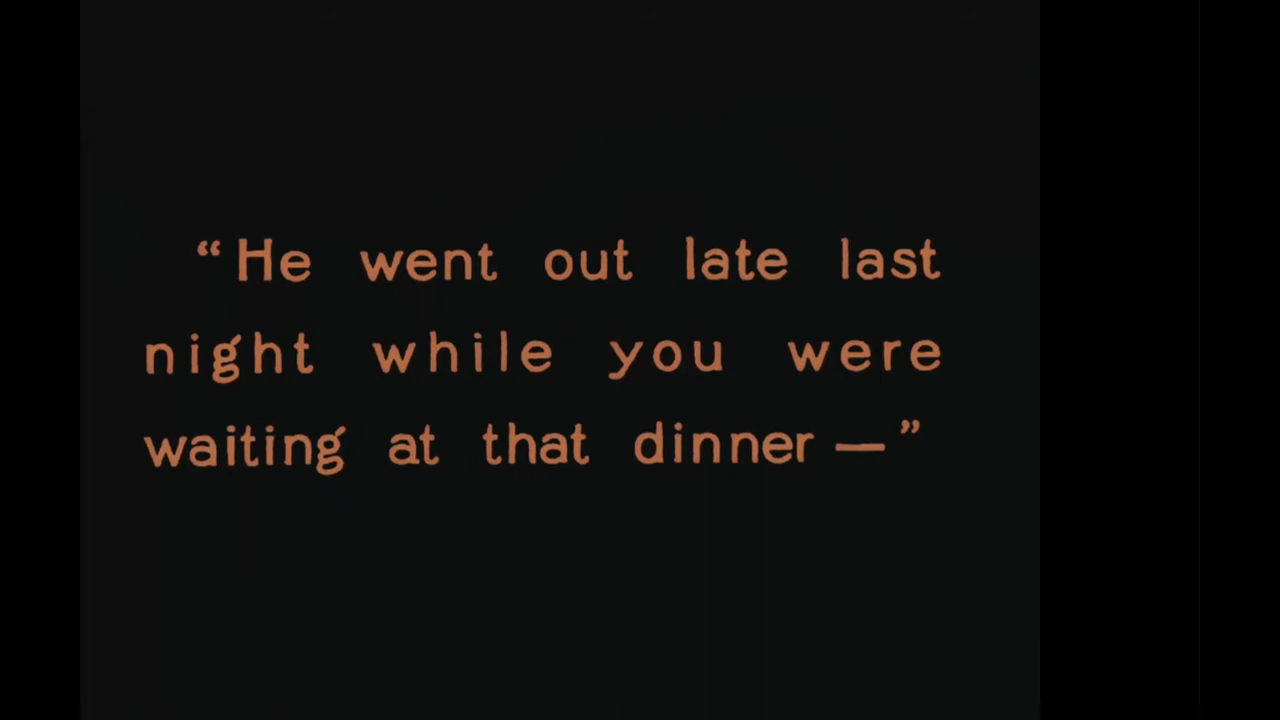 “He went out late last
night while you were
waiting at that dinner—”